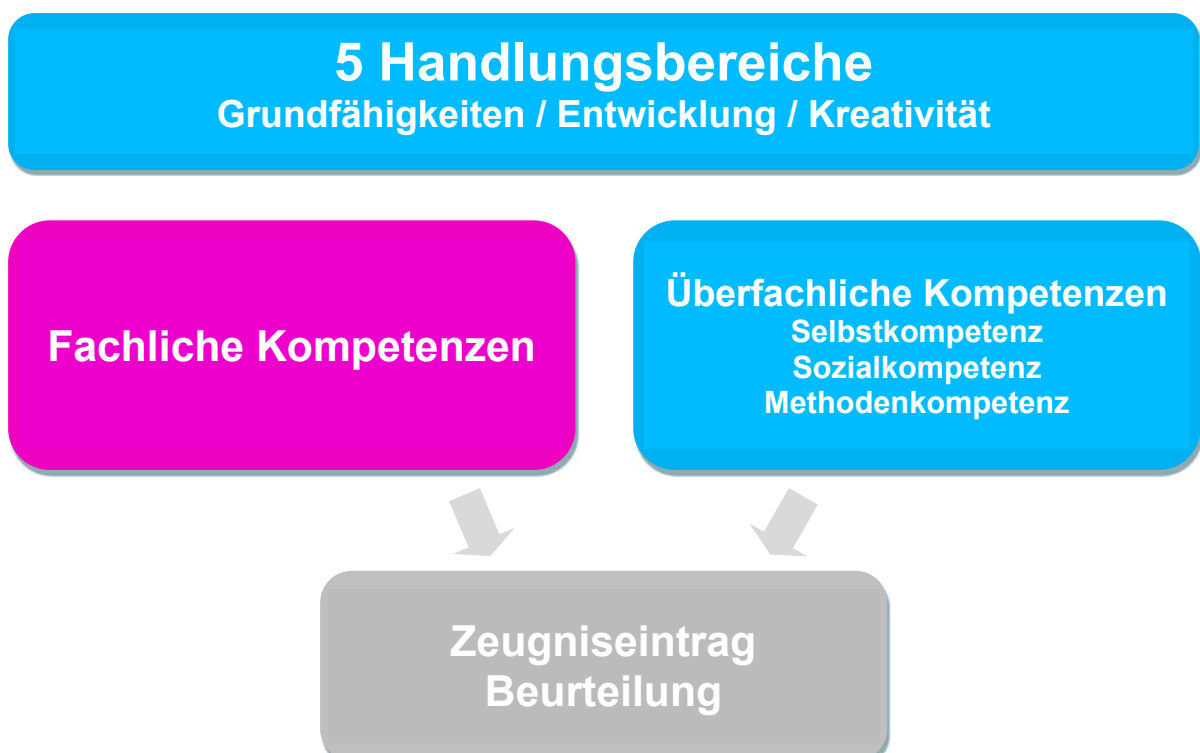 5 Handlungsbereiche
Grundfähigkeiten / Entwicklung / Kreativität
Fachliche Kompetenzen
Überfachliche Kompetenzen
Selbstkompetenz
Sozialkompetenz
Methodenkompetenz
Zeugniseintrag
Beurteilung